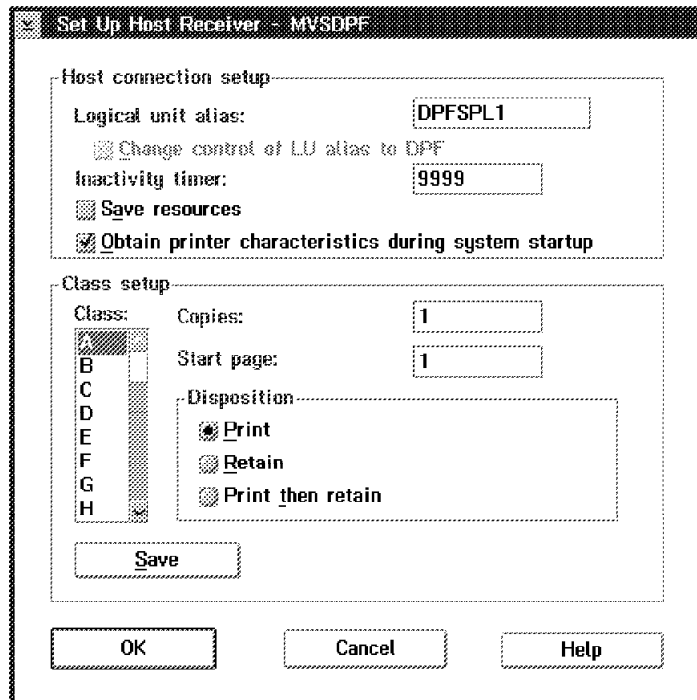 Set Up Host Receiver - MVSDPF
Host connection setup
Logical unit alias: DPFSPL1
Change control of LU alias to DPF
Inactivity timer: 9999
Save resources
Obtain printer characteristics during system startup
Class setup
Class: Copies: 1
A
B Start page: 1
C
D Disposition
E Print
F Retain
G Print then retain
H
Save
OK Cancel Help